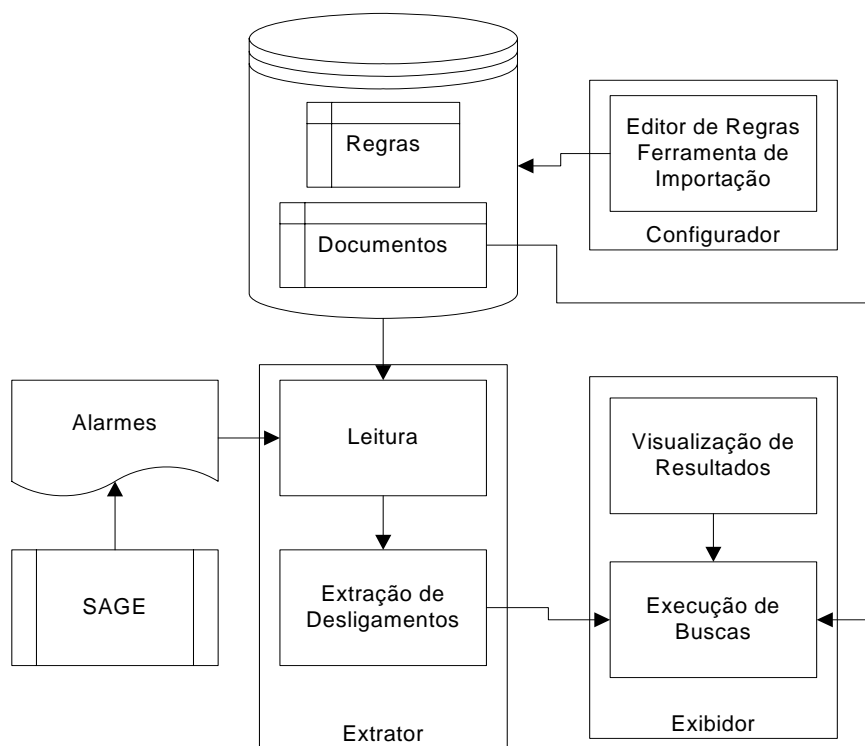 Regras
Documentos
Editor de Regras
Ferramenta de
Importação
Configurador
Alarmes
Leitura
Visualização de
Resultados
SAGE
Extração de
Desligamentos
Execução de
Buscas
Extrator
Exibidor